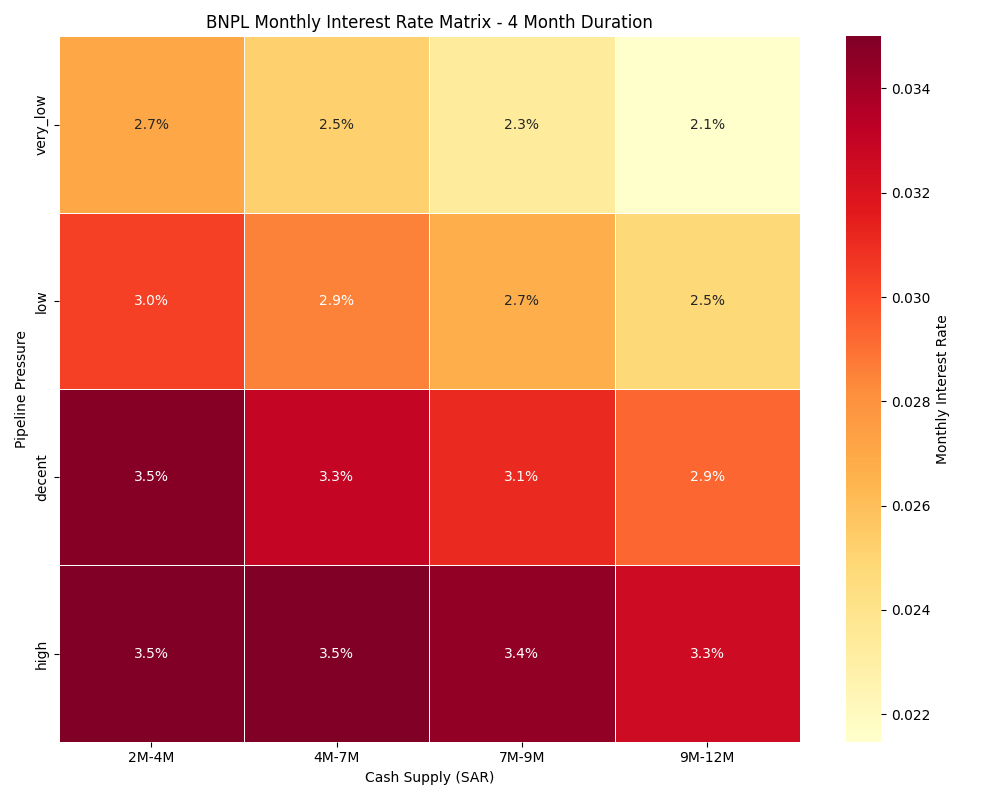 BNPL Monthly Interest Rate Matrix - 4 Month Duration
Pipeline Pressure
very_low
2.7%
2.5%
2.3%
2.1%
low
3.0%
2.9%
2.7%
2.5%
decent
3.5%
3.3%
3.1%
2.9%
high
3.5%
3.5%
3.4%
3.3%
2M-4M
4M-7M
7M-9M
9M-12M
Cash Supply (SAR)
0.034
0.032
0.030
0.028
0.026
0.024
0.022
Monthly Interest Rate